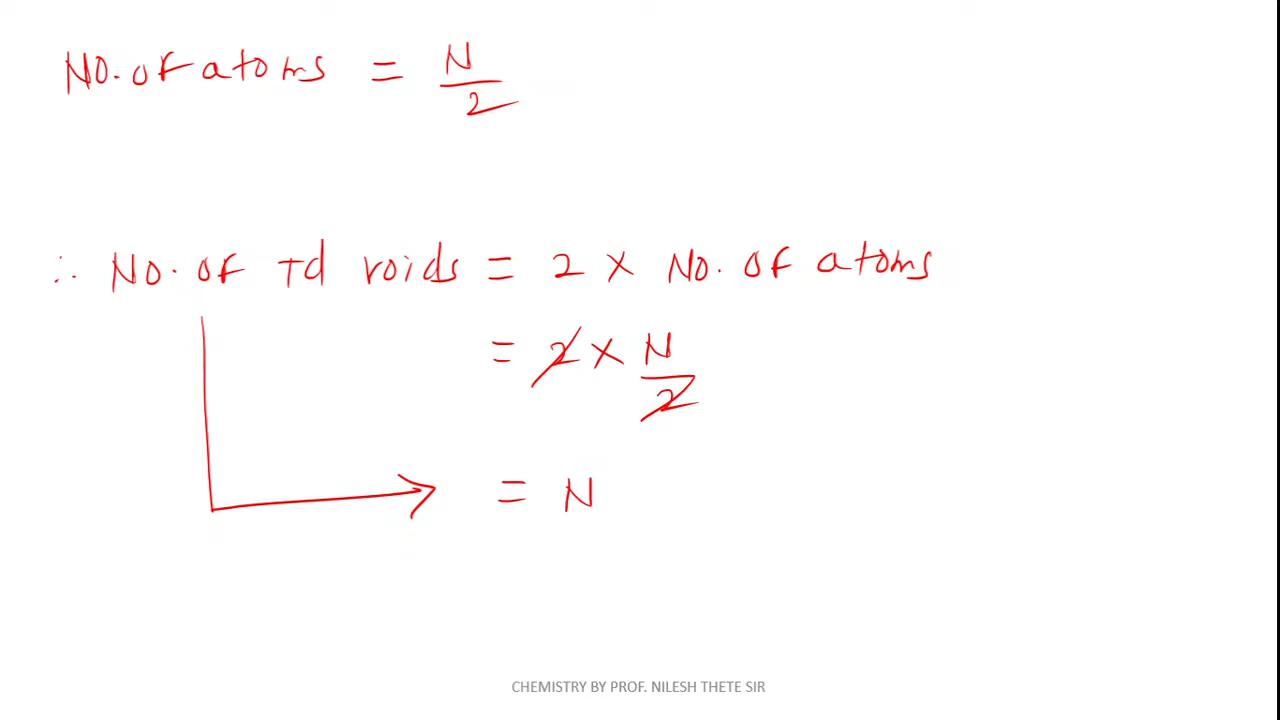 No. of atoms = N/2
∴ No. of Td voids = 2 × No. of atoms
= 2 × N/2
= N
CHEMISTRY BY PROF. NILESH THETE SIR